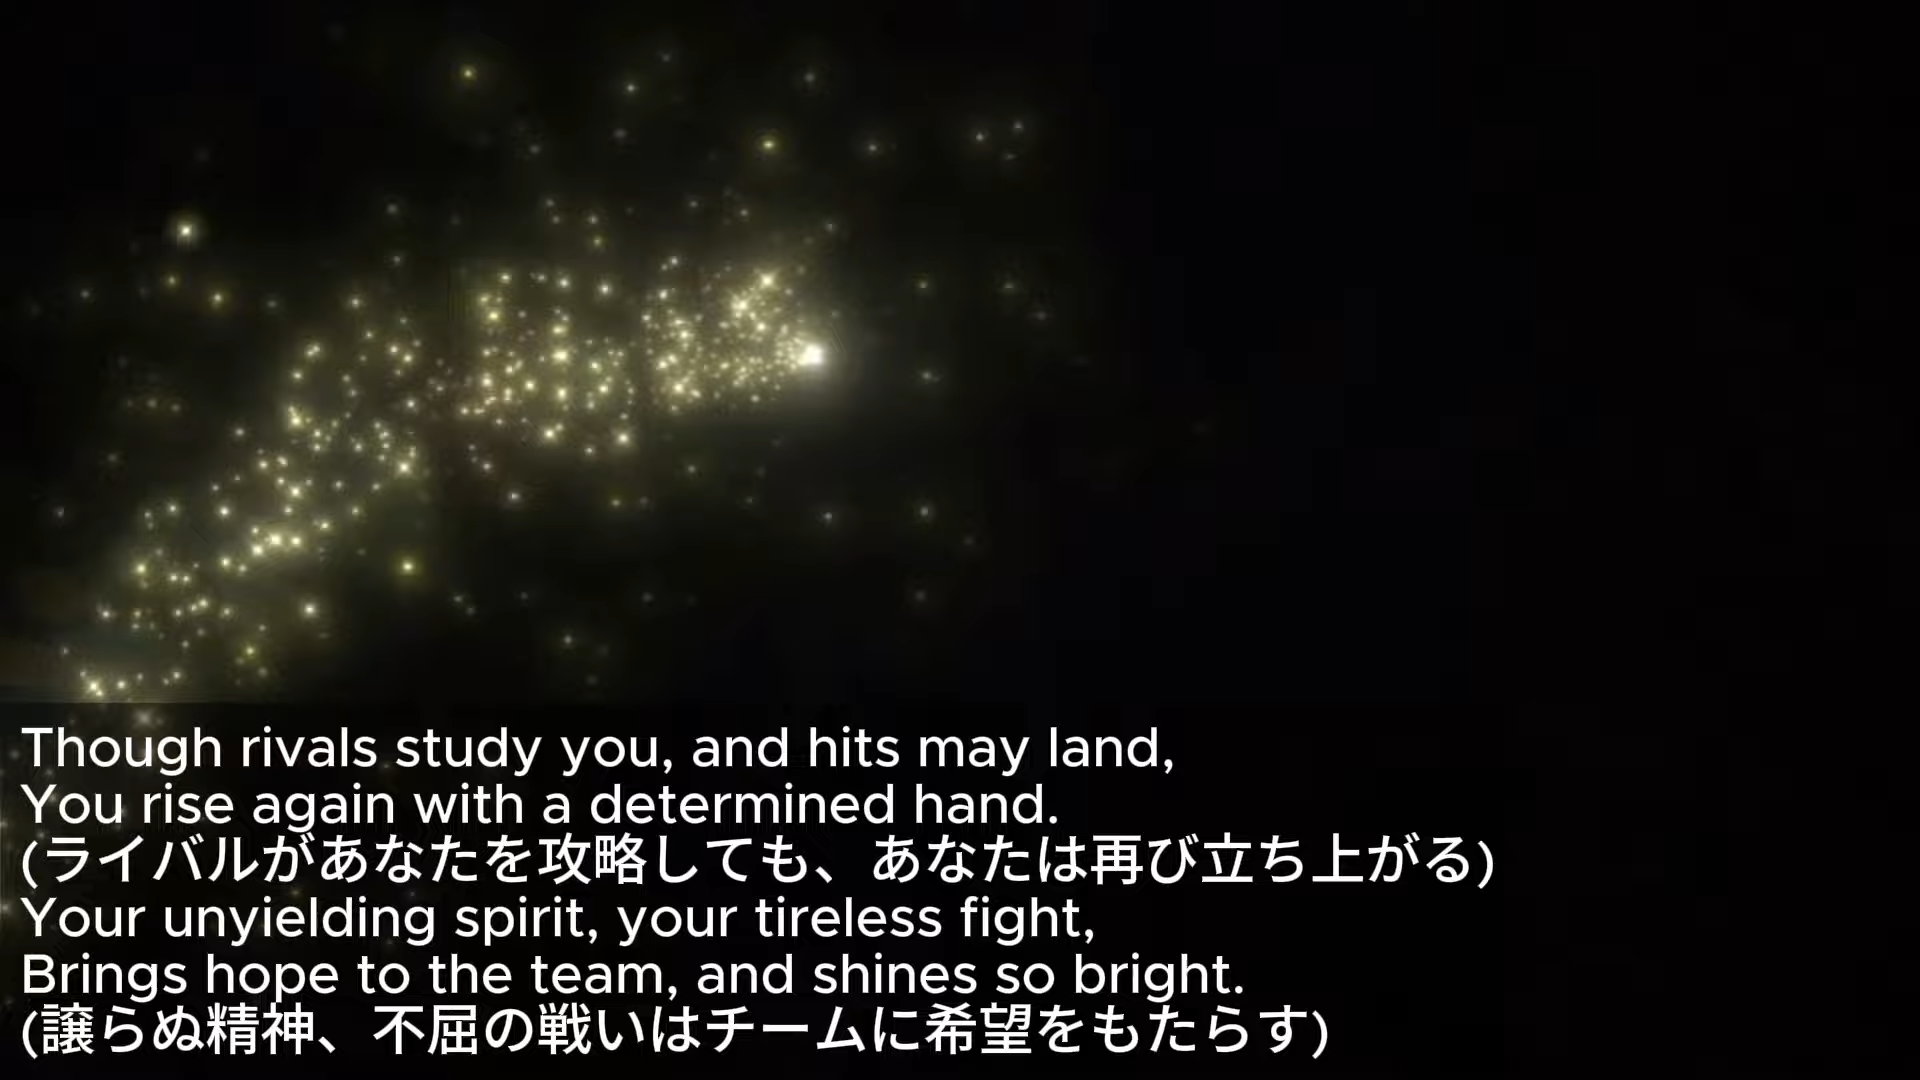 Though rivals study you, and hits may land,
You rise again with a determined hand.
(ライバルがあなたを攻略しても、あなたは再び立ち上がる)
Your unyielding spirit, your tireless fight,
Brings hope to the team, and shines so bright.
(譲らぬ精神、不屈の戦いはチームに希望をもたらす)